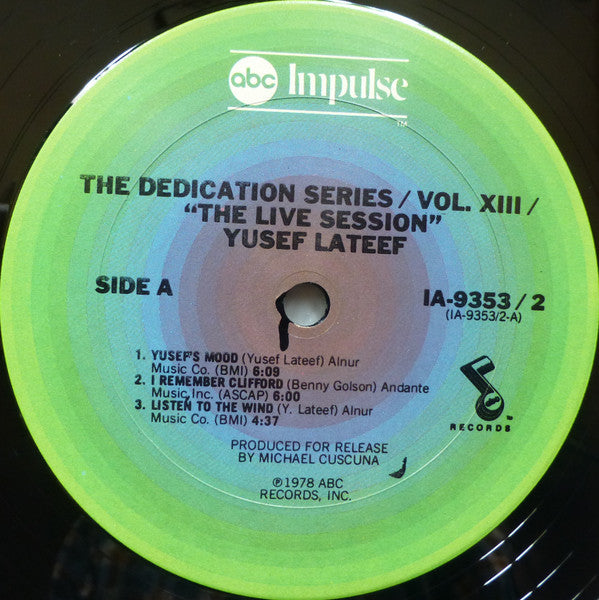 abc Impulse
TM
THE DEDICATION SERIES / VOL. XIII /
"THE LIVE SESSION"
YUSEF LATEEF
SIDE A
IA-9353 / 2
(IA-9353/2-A)
1. YUSEF'S MOOD (Yusef Lateef) Alnur
Music Co. (BMI) 6:09
2. I REMEMBER CLIFFORD (Benny Golson) Andante
Music, Inc. (ASCAP) 6:00
3. LISTEN TO THE WIND (Y. Lateef) Alnur
Music Co. (BMI) 4:37
TM
RECORDS
PRODUCED FOR RELEASE
BY MICHAEL CUSCUNA
℗1978 ABC
RECORDS, INC.